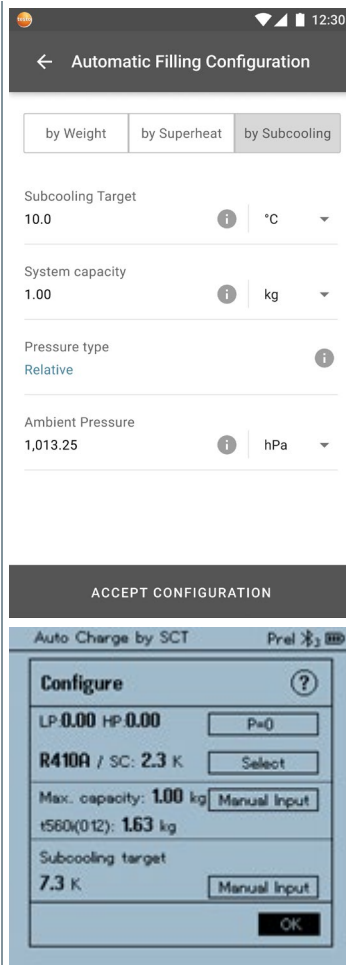 testo
12:30
Automatic Filling Configuration
by Weight
by Superheat
by Subcooling
Subcooling Target
10.0
°C
System capacity
1.00
kg
Pressure type
Relative
Ambient Pressure
1,013.25
hPa
ACCEPT CONFIGURATION
Auto Charge by SCT Prel
Configure ?
LP:0.00 HP:0.00 P=0
R410A / SC: 2.3 K Select
Max. capacity: 1.00 kg Manual Input
t560i(012): 1.63 kg
Subcooling target
7.3 K Manual Input
OK